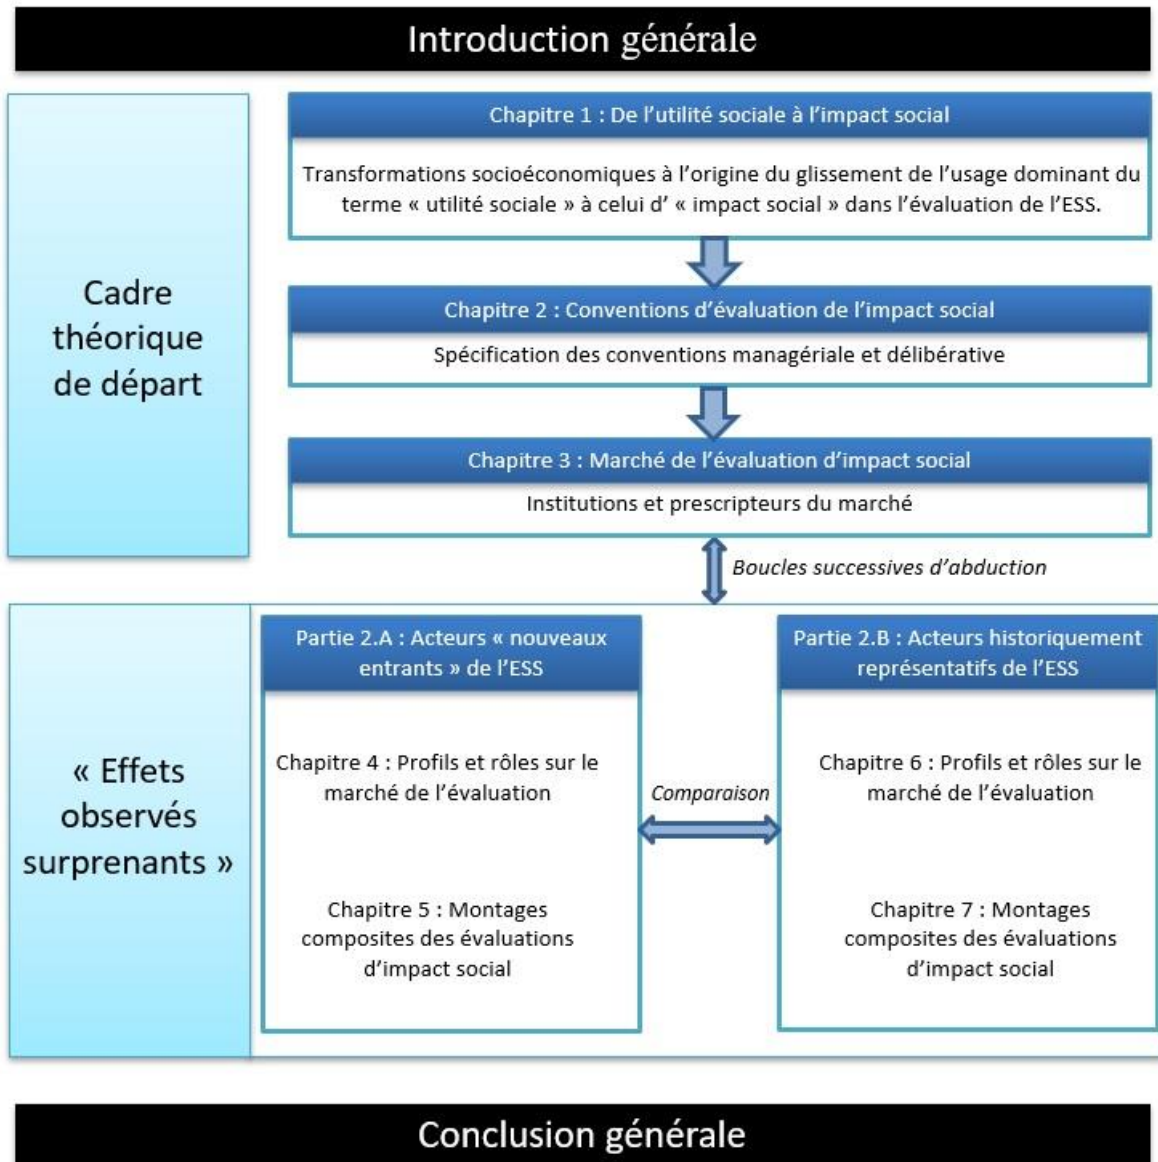 Introduction générale
Cadre
théorique
de départ
Chapitre 1 : De l’utilité sociale à l’impact social
Transformations socioéconomiques à l’origine du glissement de l’usage dominant du
terme « utilité sociale » à celui d’ « impact social » dans l’évaluation de l’ESS.
Chapitre 2 : Conventions d’évaluation de l’impact social
Spécification des conventions managériale et délibérative
Chapitre 3 : Marché de l’évaluation d’impact social
Institutions et prescripteurs du marché
Boucles successives d’abduction
« Effets
observés
surprenants »
Partie 2.A : Acteurs « nouveaux
entrants » de l’ESS
Chapitre 4 : Profils et rôles sur le
marché de l’évaluation
Chapitre 5 : Montages
composites des évaluations
d’impact social
Comparaison
Partie 2.B : Acteurs historiquement
représentatifs de l’ESS
Chapitre 6 : Profils et rôles sur le
marché de l’évaluation
Chapitre 7 : Montages
composites des évaluations
d’impact social
Conclusion générale